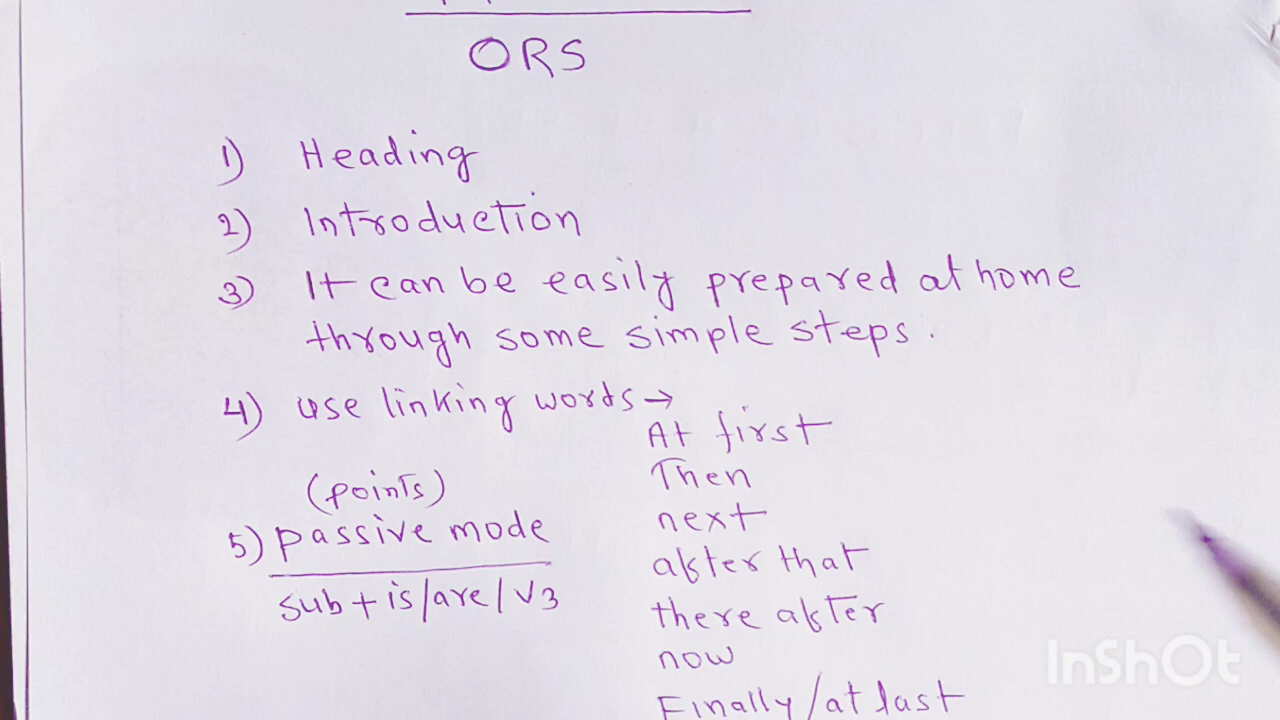 ORS
1) Heading
2) Introduction
3) It can be easily prepared at home
through some simple steps.
4) use linking words →
At first
Then
(points)
next
5) passive mode
after that
sub + is/are/v3
there after
now
Finally/at last
InShOt